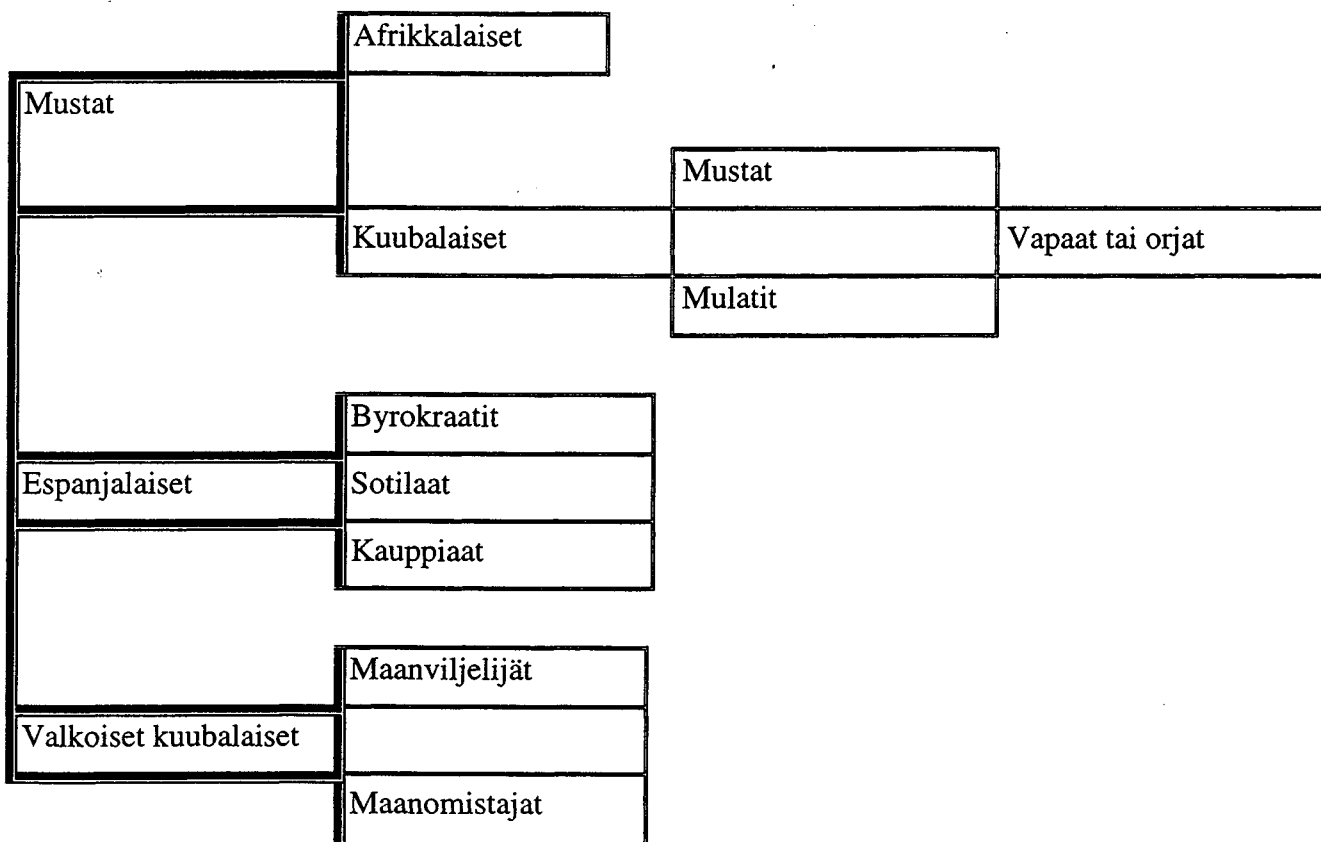 Afrikkalaiset
Mustat
Mustat
Kuubalaiset
Vapaat tai orjat
Mulatit
Byrokraatit
Espanjalaiset
Sotilaat
Kauppiaat
Maanviljelijät
Valkoiset kuubalaiset
Maanomistajat